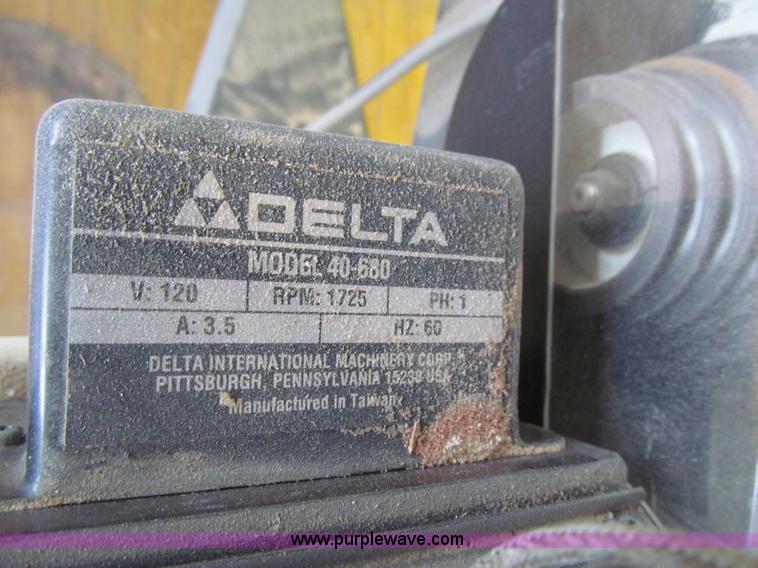 DELTA
MODEL 40-680
V: 120 RPM: 1725 PH: 1
A: 3.5 HZ: 60
DELTA INTERNATIONAL MACHINERY CORP.
PITTSBURGH, PENNSYLVANIA 15238 USA
Manufactured in Taiwan
www.purplewave.com